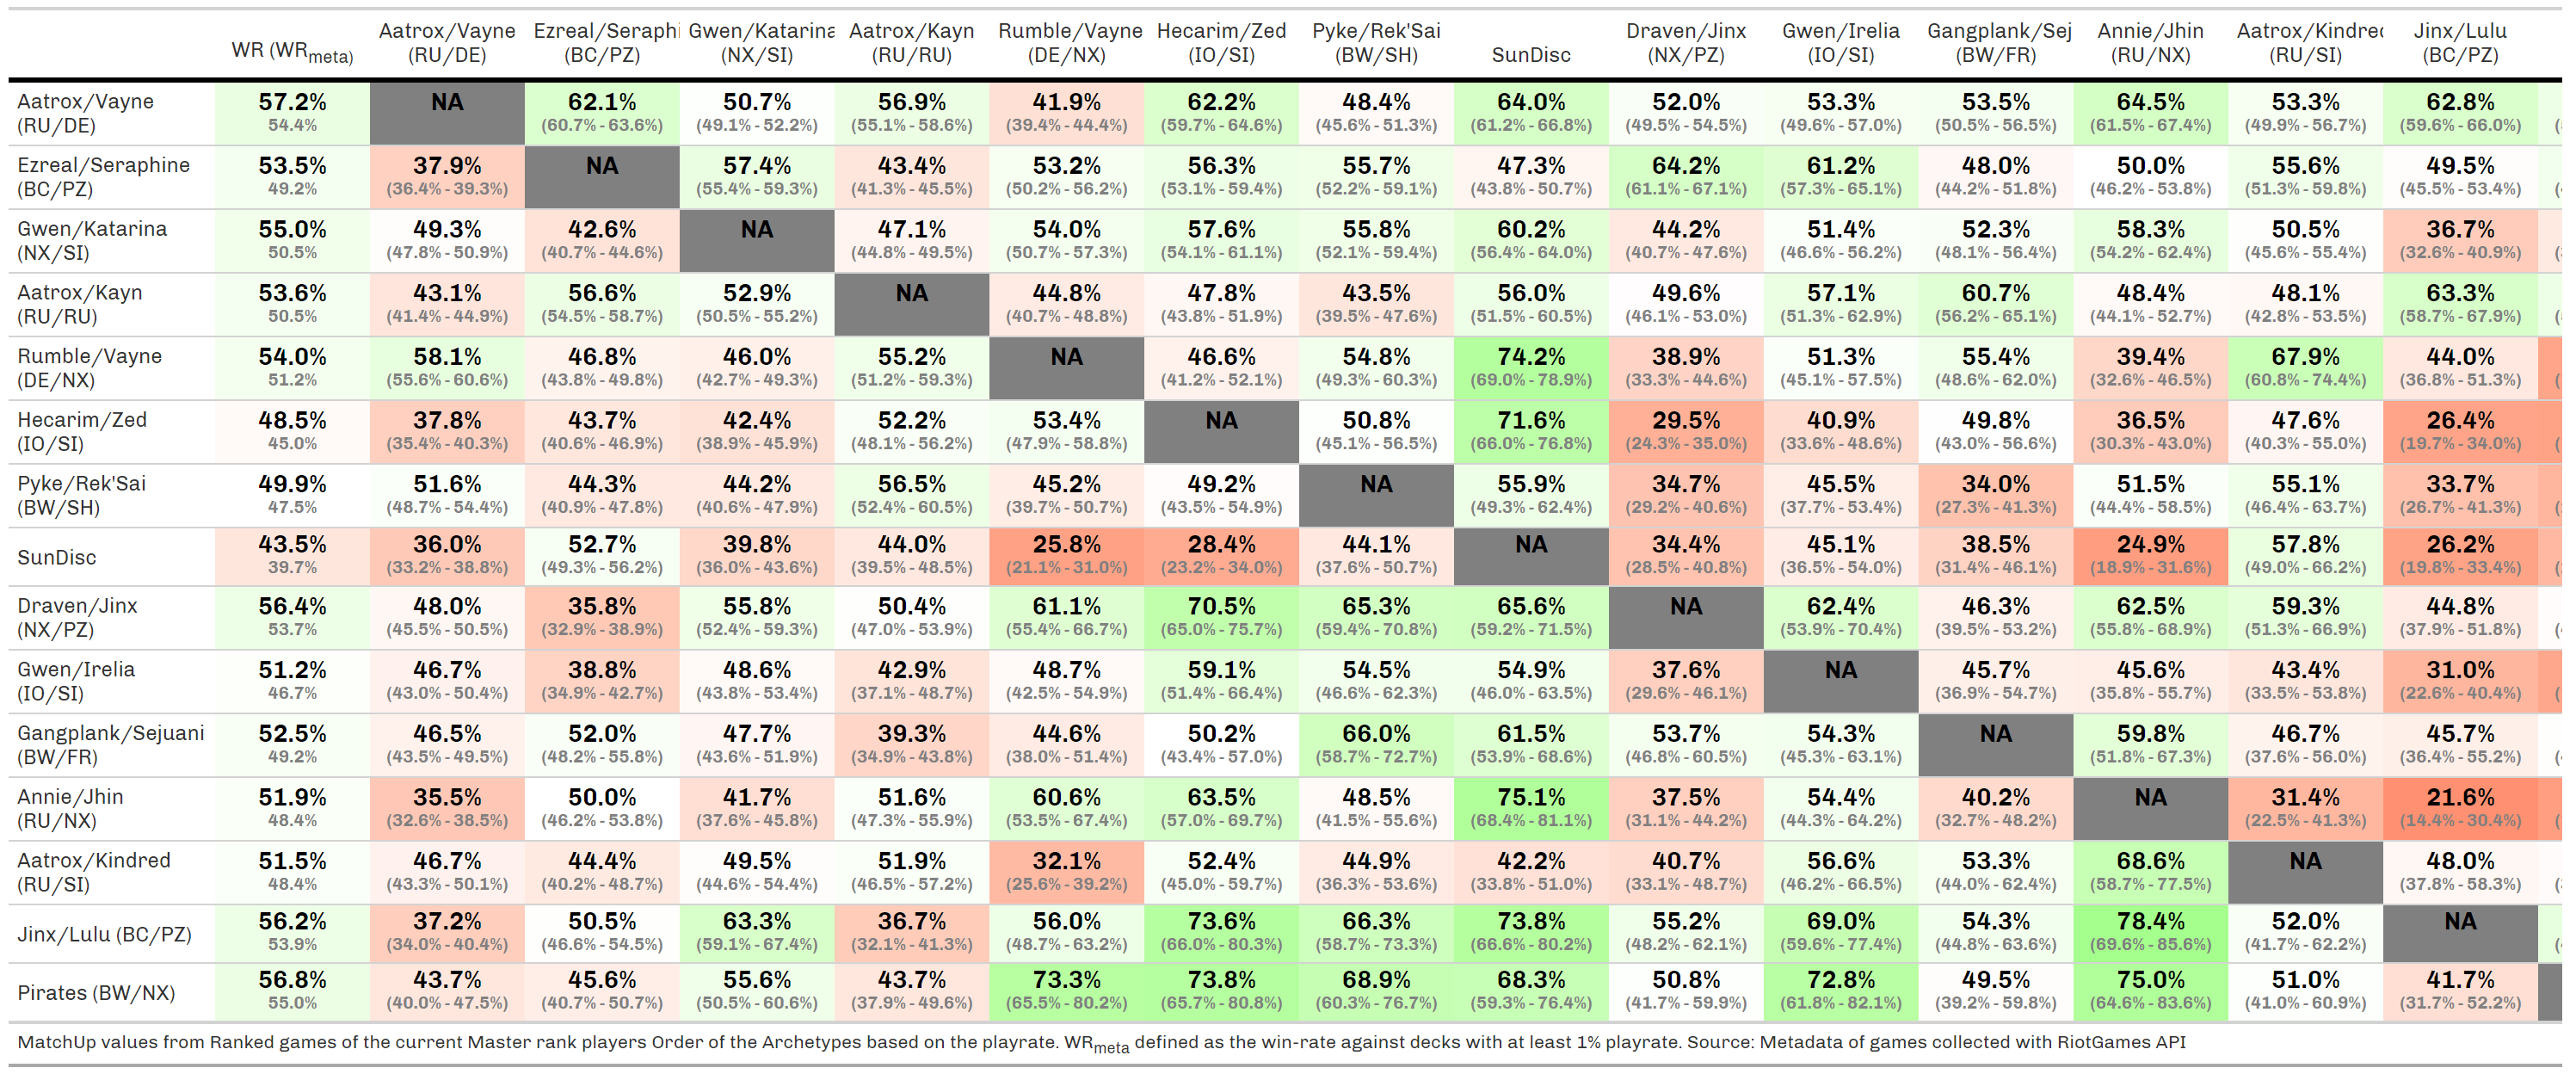 WR (WRmeta) Aatrox/Vayne (RU/DE) Ezreal/Seraphi (BC/PZ) Gwen/Katarina (NX/SI) Aatrox/Kayn (RU/RU) Rumble/Vayne (DE/NX) Hecarim/Zed (IO/SI) Pyke/Rek'Sai (BW/SH) SunDisc Draven/Jinx (NX/PZ) Gwen/Irelia (IO/SI) Gangplank/Sej (BW/FR) Annie/Jhin (RU/NX) Aatrox/Kindred (RU/SI) Jinx/Lulu (BC/PZ)
Aatrox/Vayne 57.2% NA 62.1% 50.7% 56.9% 41.9% 62.2% 48.4% 64.0% 52.0% 53.3% 53.5% 64.5% 53.3% 62.8%
(RU/DE) 54.4% (60.7% - 63.6%) (49.1% - 52.2%) (55.1% - 58.6%) (39.4% - 44.4%) (59.7% - 64.6%) (45.6% - 51.3%) (61.2% - 66.8%) (49.5% - 54.5%) (49.6% - 57.0%) (50.5% - 56.5%) (61.5% - 67.4%) (49.9% - 56.7%) (59.6% - 66.0%)
Ezreal/Seraphine 53.5% 37.9% NA 57.4% 43.4% 53.2% 56.3% 55.7% 47.3% 64.2% 61.2% 48.0% 50.0% 55.6% 49.5%
(BC/PZ) 49.2% (36.4% - 39.3%) (55.4% - 59.3%) (41.3% - 45.5%) (50.2% - 56.2%) (53.1% - 59.4%) (52.2% - 59.1%) (43.8% - 50.7%) (61.1% - 67.1%) (57.3% - 65.1%) (44.2% - 51.8%) (46.2% - 53.8%) (51.3% - 59.8%) (45.5% - 53.4%)
Gwen/Katarina 55.0% 49.3% 42.6% NA 47.1% 54.0% 57.6% 55.8% 60.2% 44.2% 51.4% 52.3% 58.3% 50.5% 36.7%
(NX/SI) 50.5% (47.8% - 50.9%) (40.7% - 44.6%) (44.8% - 49.5%) (50.7% - 57.3%) (54.1% - 61.1%) (52.1% - 59.4%) (56.4% - 64.0%) (40.7% - 47.6%) (46.6% - 56.2%) (48.1% - 56.4%) (54.2% - 62.4%) (45.6% - 55.4%) (32.6% - 40.9%)
Aatrox/Kayn 53.6% 43.1% 56.6% 52.9% NA 44.8% 47.8% 43.5% 56.0% 49.6% 57.1% 60.7% 48.4% 48.1% 63.3%
(RU/RU) 50.5% (41.4% - 44.9%) (54.5% - 58.7%) (50.5% - 55.2%) (40.7% - 48.8%) (43.8% - 51.9%) (39.5% - 47.6%) (51.5% - 60.5%) (46.1% - 53.0%) (51.3% - 62.9%) (56.2% - 65.1%) (44.1% - 52.7%) (42.8% - 53.5%) (58.7% - 67.9%)
Rumble/Vayne 54.0% 58.1% 46.8% 46.0% 55.2% NA 46.6% 54.8% 74.2% 38.9% 51.3% 55.4% 39.4% 67.9% 44.0%
(DE/NX) 51.2% (55.6% - 60.6%) (43.8% - 49.8%) (42.7% - 49.3%) (51.2% - 59.3%) (41.2% - 52.1%) (49.3% - 60.3%) (69.0% - 78.9%) (33.3% - 44.6%) (45.1% - 57.5%) (48.6% - 62.0%) (32.6% - 46.5%) (60.8% - 74.4%) (36.8% - 51.3%)
Hecarim/Zed 48.5% 37.8% 43.7% 42.4% 52.2% 53.4% NA 50.8% 71.6% 29.5% 40.9% 49.8% 36.5% 47.6% 26.4%
(IO/SI) 45.0% (35.4% - 40.3%) (40.6% - 46.9%) (38.9% - 45.9%) (48.1% - 56.2%) (47.9% - 58.8%) (45.1% - 56.5%) (66.0% - 76.8%) (24.3% - 35.0%) (33.6% - 48.6%) (43.0% - 56.6%) (30.3% - 43.0%) (40.3% - 55.0%) (19.7% - 34.0%)
Pyke/Rek'Sai 49.9% 51.6% 44.3% 44.2% 56.5% 45.2% 49.2% NA 55.9% 34.7% 45.5% 34.0% 51.5% 55.1% 33.7%
(BW/SH) 47.5% (48.7% - 54.4%) (40.9% - 47.8%) (40.6% - 47.9%) (52.4% - 60.5%) (39.7% - 50.7%) (43.5% - 54.9%) (49.3% - 62.4%) (29.2% - 40.6%) (37.7% - 53.4%) (27.3% - 41.3%) (44.4% - 58.5%) (46.4% - 63.7%) (26.7% - 41.3%)
SunDisc 43.5% 36.0% 52.7% 39.8% 44.0% 25.8% 28.4% 44.1% NA 34.4% 45.1% 38.5% 24.9% 57.8% 26.2%
39.7% (33.2% - 38.8%) (49.3% - 56.2%) (36.0% - 43.6%) (39.5% - 48.5%) (21.1% - 31.0%) (23.2% - 34.0%) (37.6% - 50.7%) (28.5% - 40.8%) (36.5% - 54.0%) (31.4% - 46.1%) (18.9% - 31.6%) (49.0% - 66.2%) (19.8% - 33.4%)
Draven/Jinx 56.4% 48.0% 35.8% 55.8% 50.4% 61.1% 70.5% 65.3% 65.6% NA 62.4% 46.3% 62.5% 59.3% 44.8%
(NX/PZ) 53.7% (45.5% - 50.5%) (32.9% - 38.9%) (52.4% - 59.3%) (47.0% - 53.9%) (55.4% - 66.7%) (65.0% - 75.7%) (59.4% - 70.8%) (59.2% - 71.5%) (53.9% - 70.4%) (39.5% - 53.2%) (55.8% - 68.9%) (51.3% - 66.9%) (37.9% - 51.8%)
Gwen/Irelia 51.2% 46.7% 38.8% 48.6% 42.9% 48.7% 59.1% 54.5% 54.9% 37.6% NA 45.7% 45.6% 43.4% 31.0%
(IO/SI) 46.7% (43.0% - 50.4%) (34.9% - 42.7%) (43.8% - 53.4%) (37.1% - 48.7%) (42.5% - 54.9%) (51.4% - 66.4%) (46.6% - 62.3%) (46.0% - 63.5%) (29.6% - 46.1%) (36.9% - 54.7%) (35.8% - 55.7%) (33.5% - 53.8%) (22.6% - 40.4%)
Gangplank/Sejuani 52.5% 46.5% 52.0% 47.7% 39.3% 44.6% 50.2% 66.0% 61.5% 53.7% 54.3% NA 59.8% 46.7% 45.7%
(BW/FR) 49.2% (43.5% - 49.5%) (48.2% - 55.8%) (43.6% - 51.9%) (34.9% - 43.8%) (38.0% - 51.4%) (43.4% - 57.0%) (58.7% - 72.7%) (53.9% - 68.6%) (46.8% - 60.5%) (45.3% - 63.1%) (51.8% - 67.3%) (37.6% - 56.0%) (36.4% - 55.2%)
Annie/Jhin 51.9% 35.5% 50.0% 41.7% 51.6% 60.6% 63.5% 48.5% 75.1% 37.5% 54.4% 40.2% NA 31.4% 21.6%
(RU/NX) 48.4% (32.6% - 38.5%) (46.2% - 53.8%) (37.6% - 45.8%) (47.3% - 55.9%) (53.5% - 67.4%) (57.0% - 69.7%) (41.5% - 55.6%) (68.4% - 81.1%) (31.1% - 44.2%) (44.3% - 64.2%) (32.7% - 48.2%) (22.5% - 41.3%) (14.4% - 30.4%)
Aatrox/Kindred 51.5% 46.7% 44.4% 49.5% 51.9% 32.1% 52.4% 44.9% 42.2% 40.7% 56.6% 53.3% 68.6% NA 48.0%
(RU/SI) 48.4% (43.3% - 50.1%) (40.2% - 48.7%) (44.6% - 54.4%) (46.5% - 57.2%) (25.6% - 39.2%) (45.0% - 59.7%) (36.3% - 53.6%) (33.8% - 51.0%) (33.1% - 48.7%) (46.2% - 66.5%) (44.0% - 62.4%) (58.7% - 77.5%) (37.8% - 58.3%)
Jinx/Lulu (BC/PZ) 56.2% 37.2% 50.5% 63.3% 36.7% 56.0% 73.6% 66.3% 73.8% 55.2% 69.0% 54.3% 78.4% 52.0% NA
53.9% (34.0% - 40.4%) (46.6% - 54.5%) (59.1% - 67.4%) (32.1% - 41.3%) (48.7% - 63.2%) (66.0% - 80.3%) (58.7% - 73.3%) (66.6% - 80.2%) (48.2% - 62.1%) (59.6% - 77.4%) (44.8% - 63.6%) (69.6% - 85.6%) (41.7% - 62.2%)
Pirates (BW/NX) 56.8% 43.7% 45.6% 55.6% 43.7% 73.3% 73.8% 68.9% 68.3% 50.8% 72.8% 49.5% 75.0% 51.0% 41.7%
55.0% (40.0% - 47.5%) (40.7% - 50.7%) (50.5% - 60.6%) (37.9% - 49.6%) (65.5% - 80.2%) (65.7% - 80.8%) (60.3% - 76.7%) (59.3% - 76.4%) (41.7% - 59.9%) (61.8% - 82.1%) (39.2% - 59.8%) (64.6% - 83.6%) (41.0% - 60.9%) (31.7% - 52.2%)
MatchUp values from Ranked games of the current Master rank players Order of the Archetypes based on the playrate. WRmeta defined as the win-rate against decks with at least 1% playrate. Source: Metadata of games collected with RiotGames API